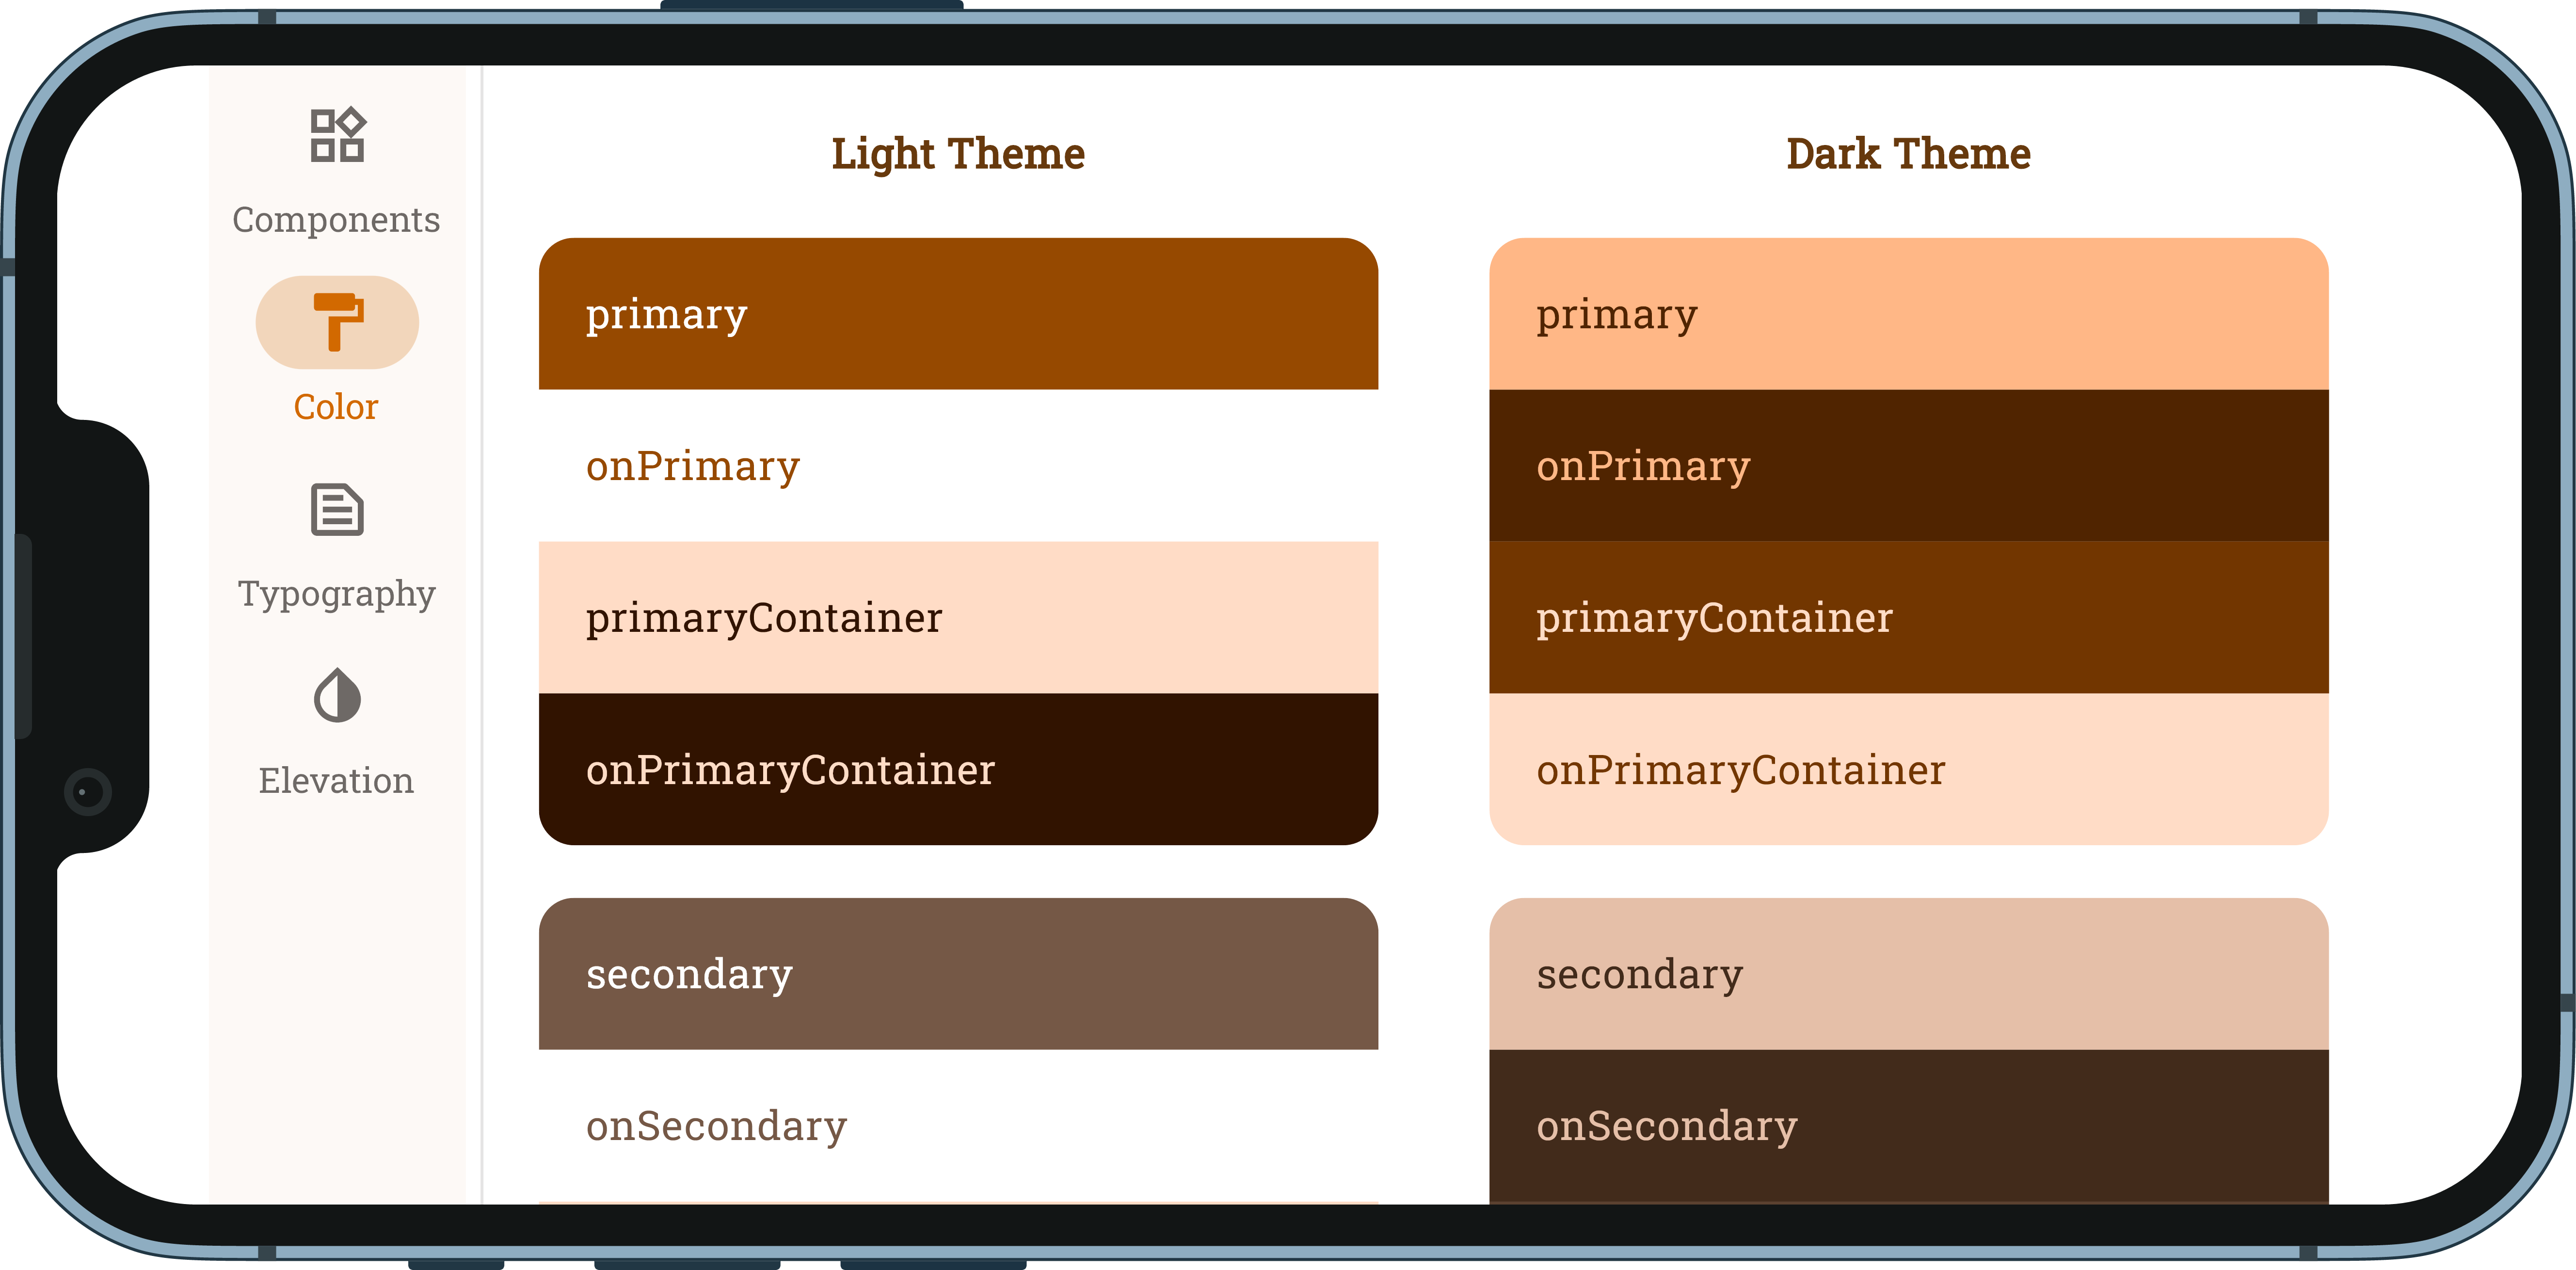 Components
Color
Typography
Elevation
Light Theme
primary
onPrimary
primaryContainer
onPrimaryContainer
secondary
onSecondary
Dark Theme
primary
onPrimary
primaryContainer
onPrimaryContainer
secondary
onSecondary